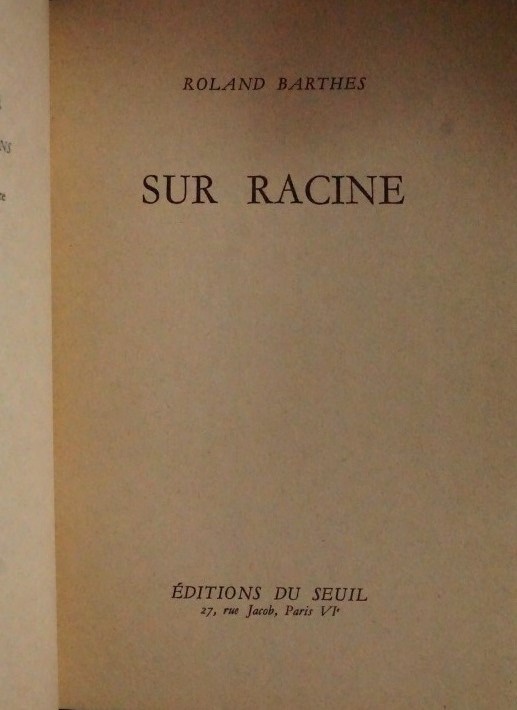 ROLAND BARTHES
SUR RACINE
ÉDITIONS DU SEUIL
27, rue Jacob, Paris VIᵉ